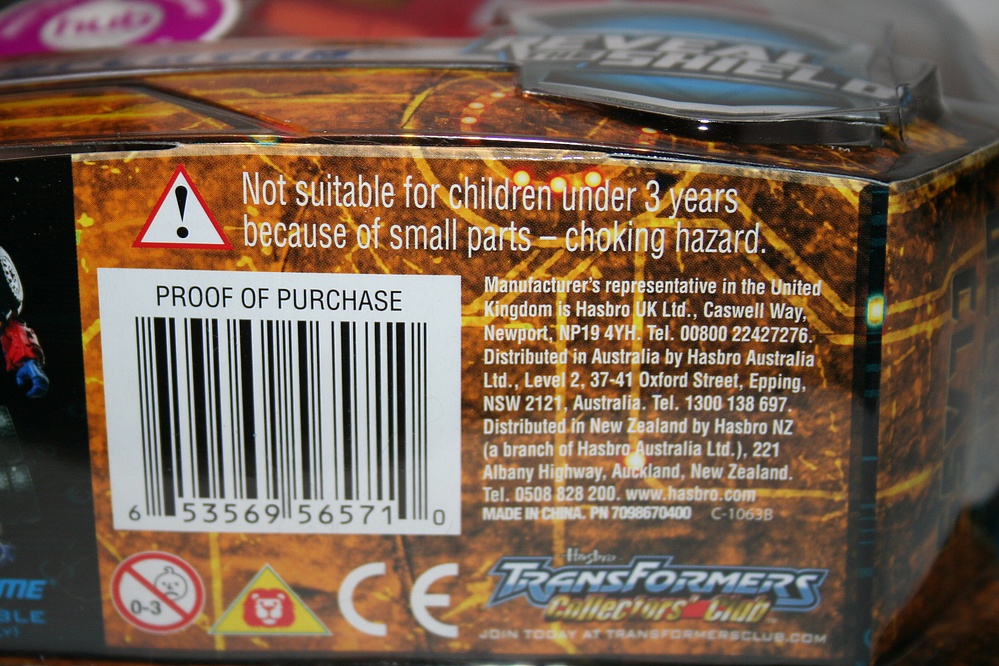 hub
REVEAL
THE SHIELD
Not suitable for children under 3 years
because of small parts – choking hazard.
PROOF OF PURCHASE
6 53569 56571 0
Manufacturer's representative in the United
Kingdom is Hasbro UK Ltd., Caswell Way,
Newport, NP19 4YH. Tel. 00800 22427276.
Distributed in Australia by Hasbro Australia
Ltd., Level 2, 37-41 Oxford Street, Epping,
NSW 2121, Australia. Tel. 1300 138 697.
Distributed in New Zealand by Hasbro NZ
(a branch of Hasbro Australia Ltd.), 221
Albany Highway, Auckland, New Zealand.
Tel. 0508 828 200. www.hasbro.com
MADE IN CHINA. PN 7098670400 C-1063B
0-3
CE
Hasbro
TRANSFORMERS
Collectors' Club™
JOIN TODAY AT TRANSFORMERSCLUB.COM